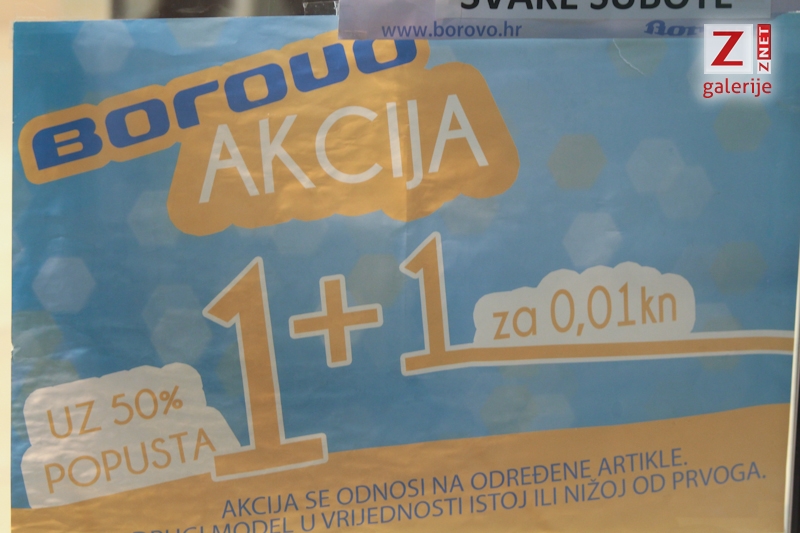 SVAKE SUBOTE
www.borovo.hr
Borovo
Z ZNET
galerije
BOROVO
AKCIJA
1+1
za 0,01kn
UZ 50%
POPUSTA
AKCIJA SE ODNOSI NA ODREĐENE ARTIKLE.
DRUGI MODEL U VRIJEDNOSTI ISTOJ ILI NIŽOJ OD PRVOGA.